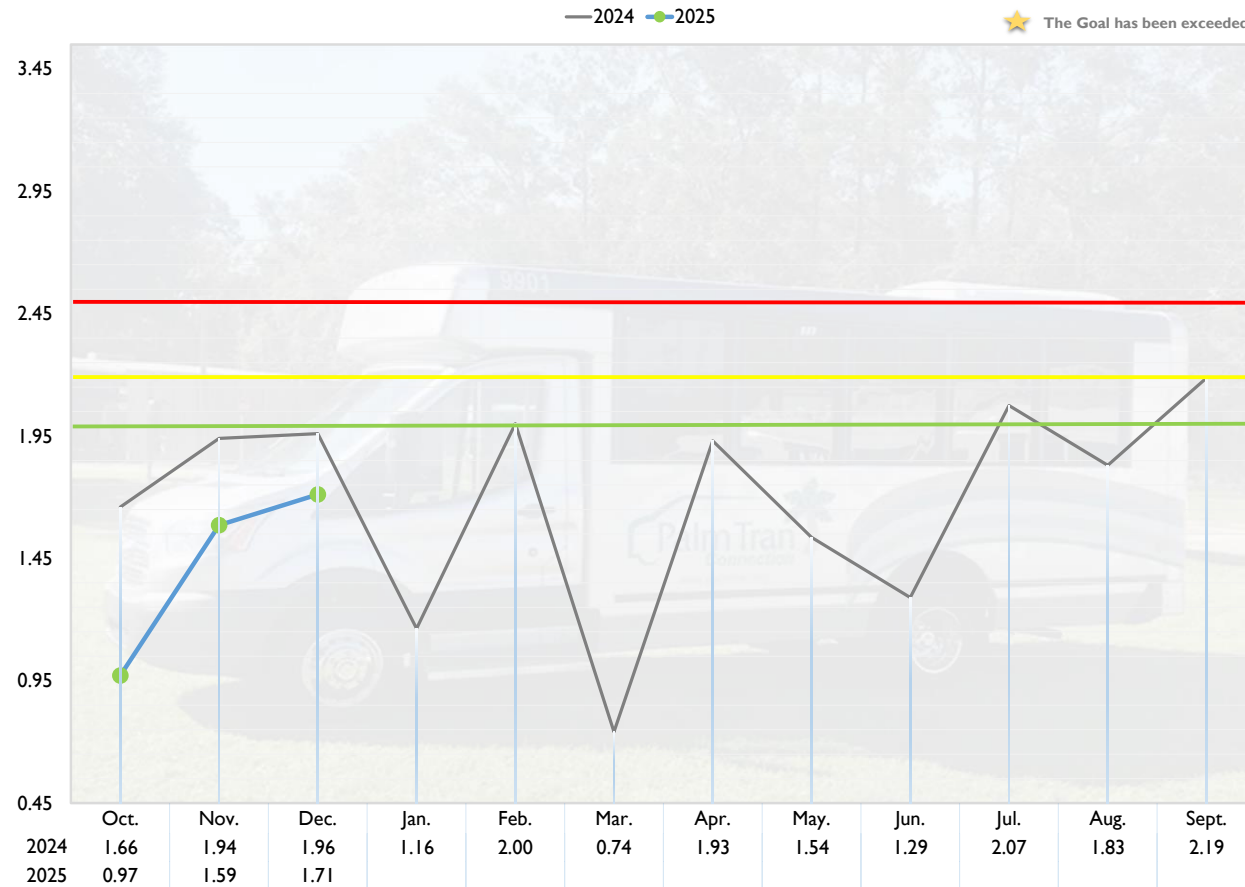 2024 2025
The Goal has been exceeded
3.45
2.95
2.45
1.95
1.45
0.95
0.45
Palm Tran
CONNECTION
Oct. Nov. Dec. Jan. Feb. Mar. Apr. May. Jun. Jul. Aug. Sept.
2024 1.66 1.94 1.96 1.16 2.00 0.74 1.93 1.54 1.29 2.07 1.83 2.19
2025 0.97 1.59 1.71